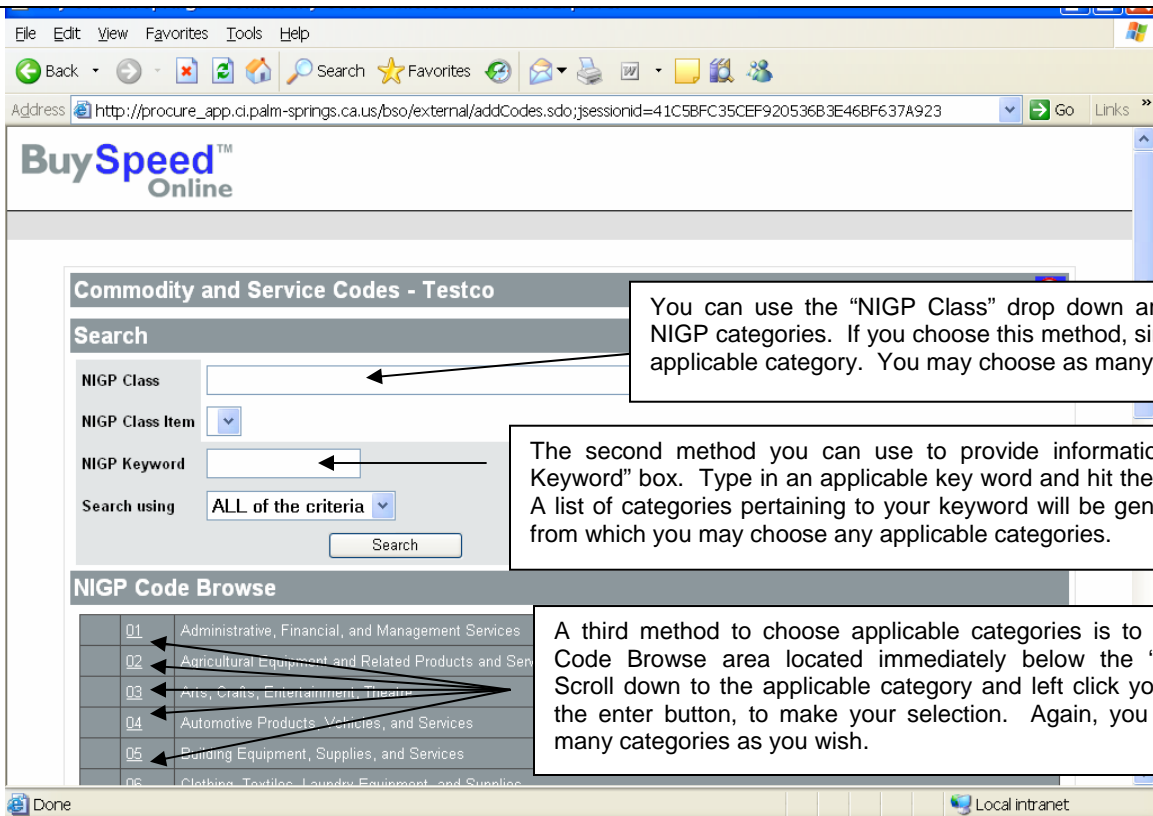 File Edit View Favorites Tools Help
Back Search Favorites
Address http://procure_app.ci.palm-springs.ca.us/bso/external/addCodes.sdo;jsessionid=41C5BFC35CEF920536B3E46BF637A923 Go Links »
BuySpeed™
Online
Commodity and Service Codes - Testco
Search
You can use the “NIGP Class” drop down
NIGP categories. If you choose this method,
applicable category. You may choose as many
NIGP Class
NIGP Class Item
NIGP Keyword
Search using ALL of the criteria
Search
The second method you can use to provide
Keyword” box. Type in an applicable key word and hit the
A list of categories pertaining to your keyword will be
from which you may choose any applicable categories.
NIGP Code Browse
01 Administrative, Financial, and Management Services
02 Agricultural Equipment and Related Products and
03 Arts, Crafts, Entertainment, Theatre
04 Automotive Products, Vehicles, and Services
05 Building Equipment, Supplies, and Services
06 Clothing, Textiles, Laundry Equipment, and Supplies
A third method to choose applicable categories is to
Code Browse area located immediately below the “
Scroll down to the applicable category and left click
the enter button, to make your selection. Again, you
many categories as you wish.
Done Local intranet